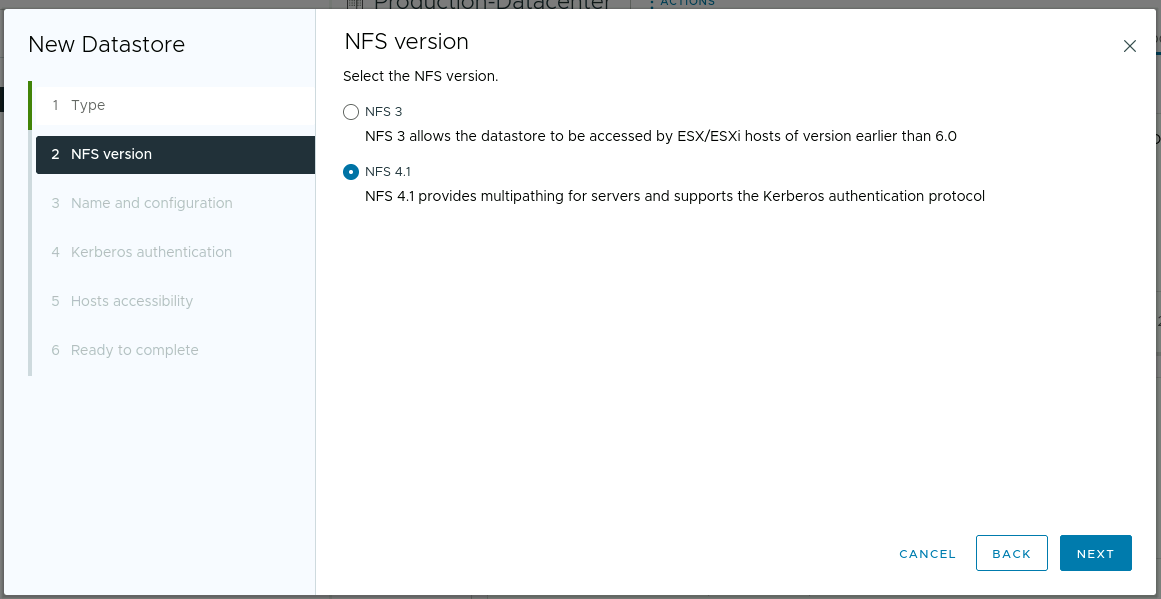 Production-Datacenter
ACTIONS
New Datastore
1 Type
2 NFS version
3 Name and configuration
4 Kerberos authentication
5 Hosts accessibility
6 Ready to complete
NFS version
Select the NFS version.
NFS 3
NFS 3 allows the datastore to be accessed by ESX/ESXi hosts of version earlier than 6.0
NFS 4.1
NFS 4.1 provides multipathing for servers and supports the Kerberos authentication protocol
CANCEL
BACK
NEXT